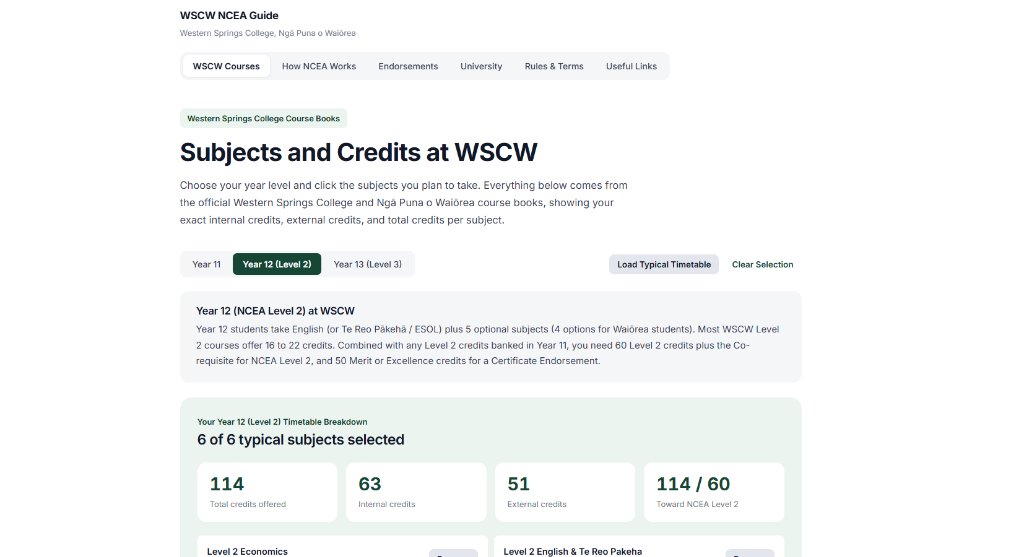 WSCW NCEA Guide
Western Springs College, Ngā Puna o Waiōrea
WSCW Courses
How NCEA Works
Endorsements
University
Rules & Terms
Useful Links
Western Springs College Course Books
Subjects and Credits at WSCW
Choose your year level and click the subjects you plan to take. Everything below comes from
the official Western Springs College and Ngā Puna o Waiōrea course books, showing your
exact internal credits, external credits, and total credits per subject.
Year 11
Year 12 (Level 2)
Year 13 (Level 3)
Load Typical Timetable
Clear Selection
Year 12 (NCEA Level 2) at WSCW
Year 12 students take English (or Te Reo Pākehā / ESOL) plus 5 optional subjects (4 options for Waiōrea students). Most WSCW Level
2 courses offer 16 to 22 credits. Combined with any Level 2 credits banked in Year 11, you need 60 Level 2 credits plus the Co-
requisite for NCEA Level 2, and 50 Merit or Excellence credits for a Certificate Endorsement.
Your Year 12 (Level 2) Timetable Breakdown
6 of 6 typical subjects selected
114
Total credits offered
63
Internal credits
51
External credits
114 / 60
Toward NCEA Level 2
Level 2 Economics
Level 2 English & Te Reo Pakeha